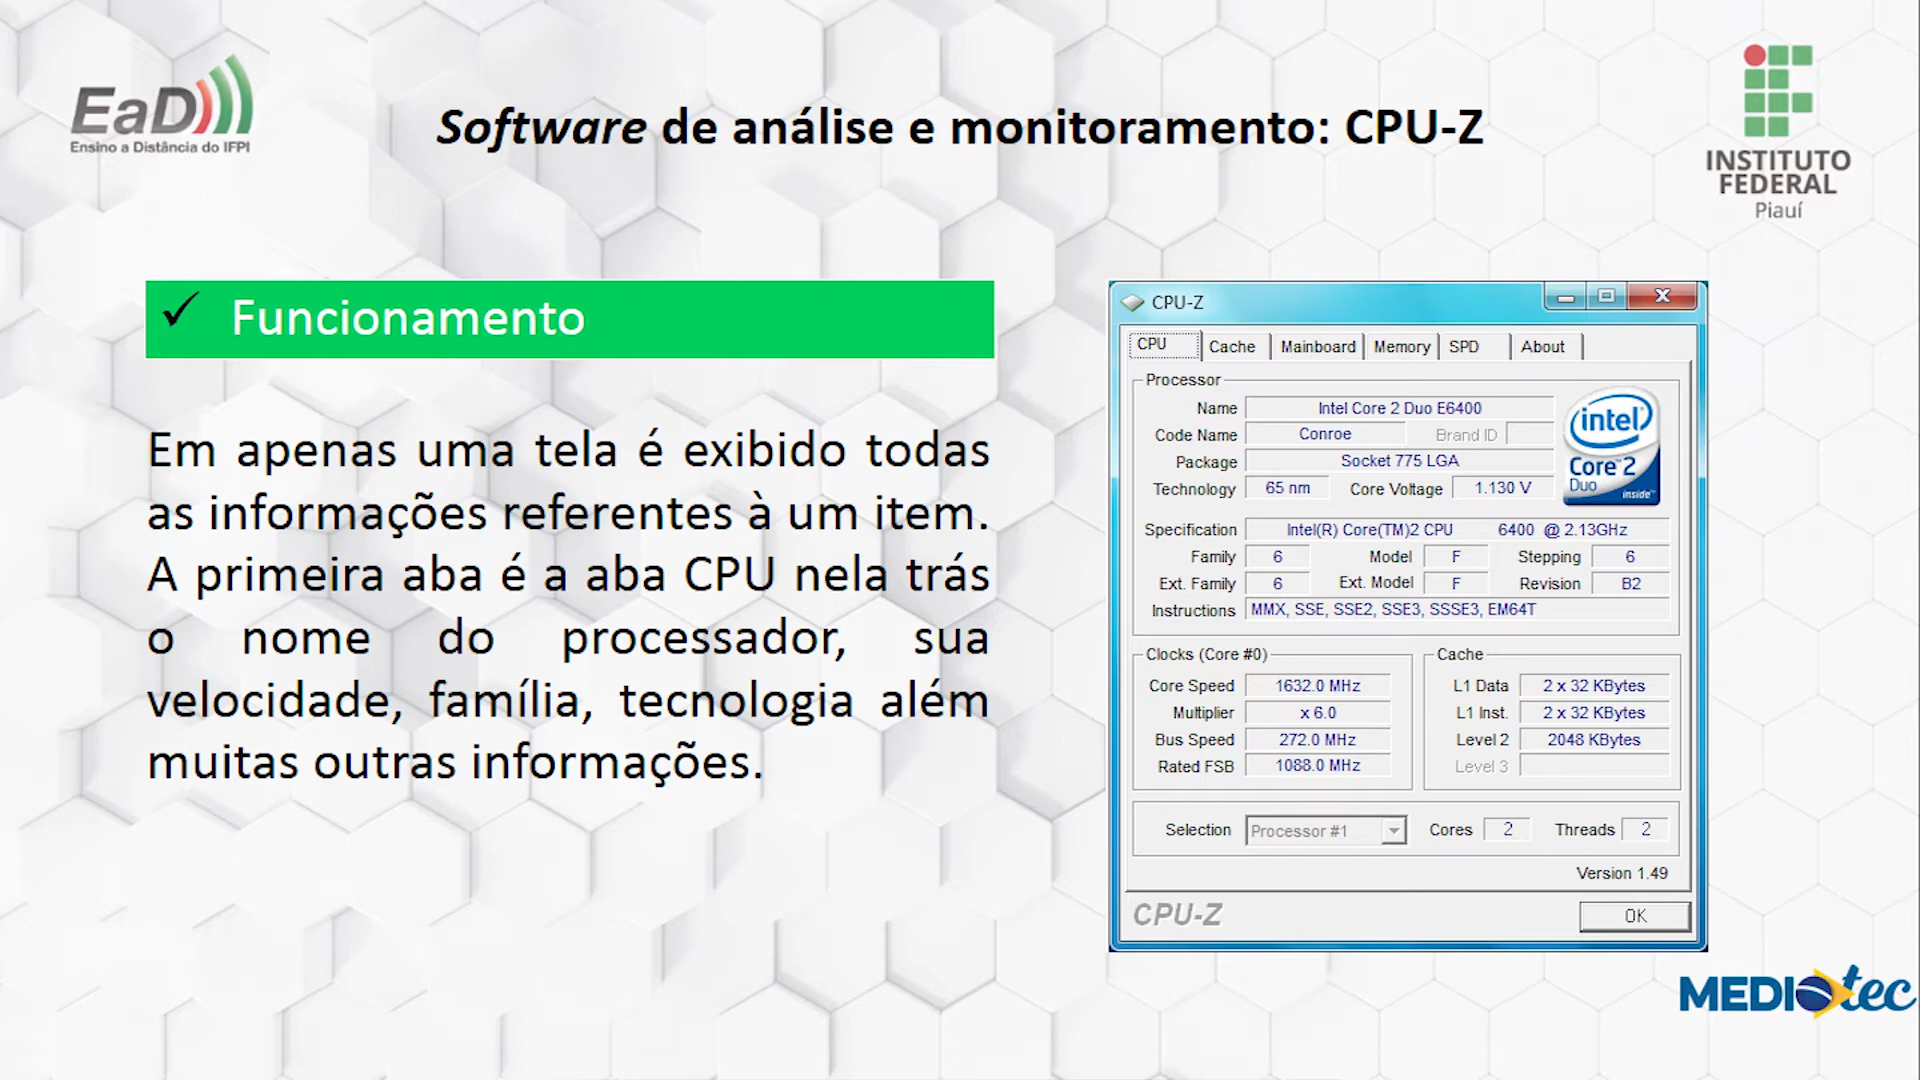 EaD
Ensino a Distância do IFPI
Software de análise e monitoramento: CPU-Z
INSTITUTO
FEDERAL
Piauí
✓ Funcionamento
Em apenas uma tela é exibido todas
as informações referentes à um item.
A primeira aba é a aba CPU nela trás
o nome do processador, sua
velocidade, família, tecnologia além
muitas outras informações.
CPU-Z
CPU Cache Mainboard Memory SPD About
Processor
Name Intel Core 2 Duo E6400
Code Name Conroe Brand ID
Package Socket 775 LGA
Technology 65 nm Core Voltage 1.130 V
intel
Core™2
Duo inside™
Specification Intel(R) Core(TM)2 CPU 6400 @ 2.13GHz
Family 6 Model F Stepping 6
Ext. Family 6 Ext. Model F Revision B2
Instructions MMX, SSE, SSE2, SSE3, SSSE3, EM64T
Clocks (Core #0)
Core Speed 1632.0 MHz
Multiplier x 6.0
Bus Speed 272.0 MHz
Rated FSB 1088.0 MHz
Cache
L1 Data 2 x 32 KBytes
L1 Inst. 2 x 32 KBytes
Level 2 2048 KBytes
Level 3
Selection Processor #1 Cores 2 Threads 2
Version 1.49
CPU-Z OK
MEDIOtec